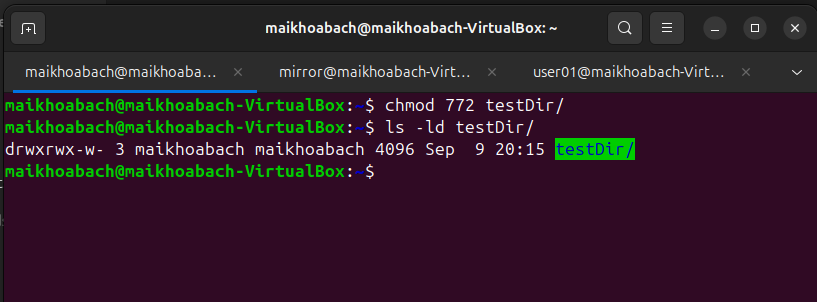 maikhoabach@maikhoabach-VirtualBox: ~
maikhoabach@maikhoaba... mirror@maikhoabach-Virt... user01@maikhoabach-Virt...
maikhoabach@maikhoabach-VirtualBox:~$ chmod 772 testDir/
maikhoabach@maikhoabach-VirtualBox:~$ ls -ld testDir/
drwxrwx-w- 3 maikhoabach maikhoabach 4096 Sep  9 20:15 testDir/
maikhoabach@maikhoabach-VirtualBox:~$